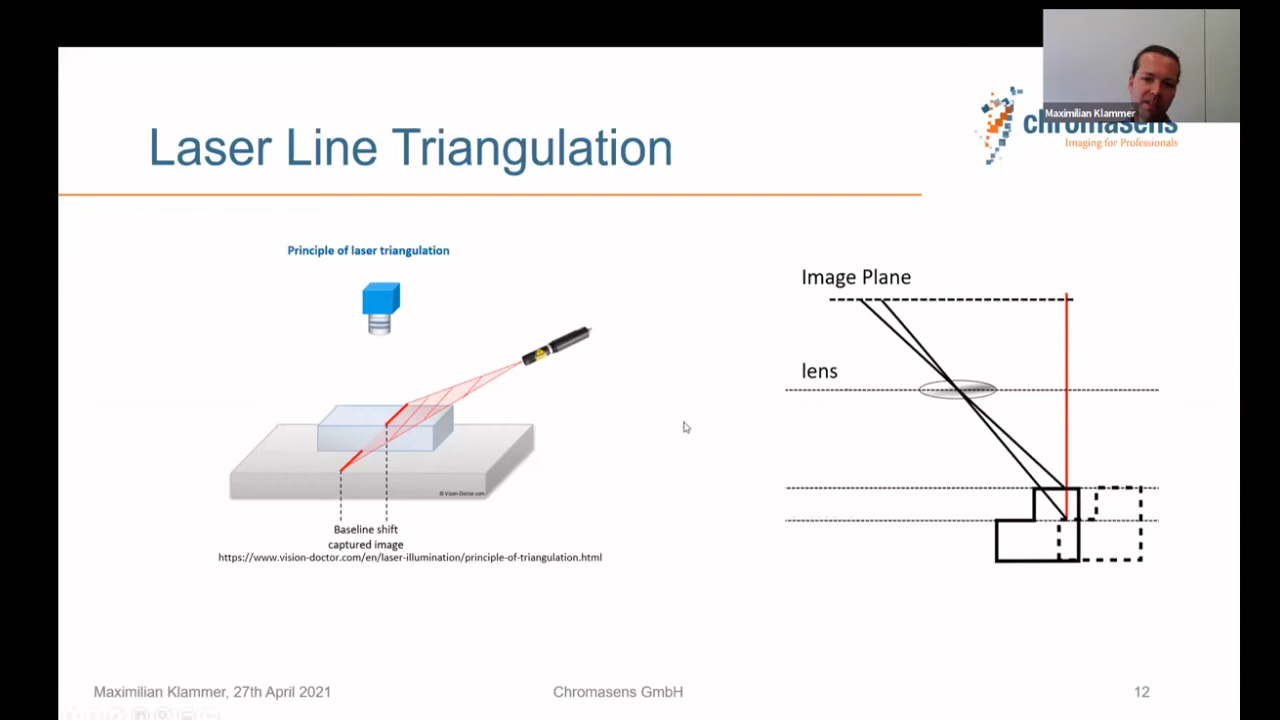 Maximilian Klammer
chromasens
Imaging for Professionals
Laser Line Triangulation
Principle of laser triangulation
© Vision-Doctor.com
Baseline shift
captured image
https://www.vision-doctor.com/en/laser-illumination/principle-of-triangulation.html
Image Plane
lens
Maximilian Klammer, 27th April 2021
Chromasens GmbH
12